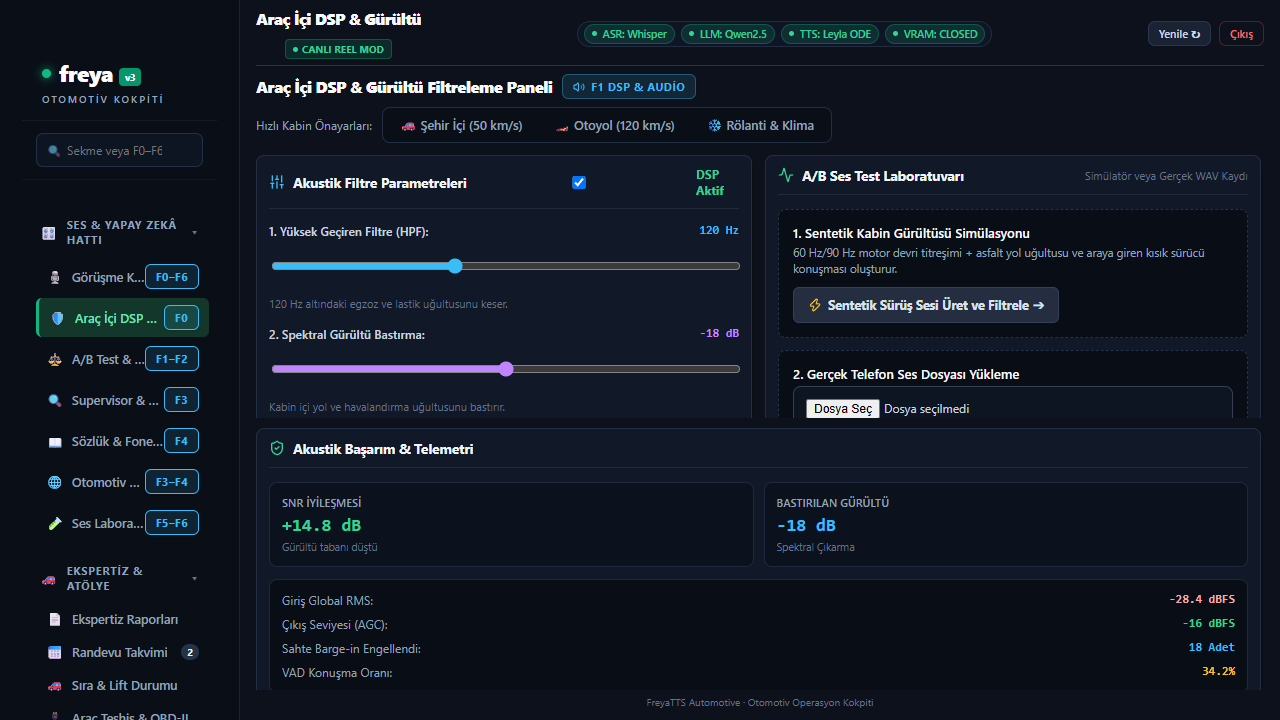 freya v3
OTOMOTİV KOKPİTİ
Sekme veya F0–F6
SES & YAPAY ZEKÂ
HATTI
Görüşme K... F0–F6
Araç İçi DSP ... F0
A/B Test & ... F1–F2
Supervisor & ... F3
Sözlük & Fone... F4
Otomotiv ... F3–F4
Ses Labora... F5–F6
EKSPERTİZ &
ATÖLYE
Ekspertiz Raporları
Randevu Takvimi 2
Sıra & Lift Durumu
Araç Teşhis & OBD-II
Araç İçi DSP & Gürültü
CANLI REEL MOD
ASR: Whisper LLM: Qwen2.5 TTS: Leyla ODE VRAM: CLOSED
Yenile ↻ Çıkış
Araç İçi DSP & Gürültü Filtreleme Paneli F1 DSP & AUDİO
Hızlı Kabin Önayarları: Şehir İçi (50 km/s) Otoyol (120 km/s) Rölanti & Klima
Akustik Filtre Parametreleri
DSP
Aktif
1. Yüksek Geçiren Filtre (HPF): 120 Hz
120 Hz altındaki egzoz ve lastik uğultusunu keser.
2. Spektral Gürültü Bastırma: -18 dB
Kabin içi yol ve havalandırma uğultusunu bastırır.
A/B Ses Test Laboratuvarı Simülatör veya Gerçek WAV Kaydı
1. Sentetik Kabin Gürültüsü Simülasyonu
60 Hz/90 Hz motor devri titreşimi + asfalt yol uğultusu ve araya giren kısık sürücü
konuşması oluşturur.
Sentetik Sürüş Sesi Üret ve Filtrele →
2. Gerçek Telefon Ses Dosyası Yükleme
Dosya Seç Dosya seçilmedi
Akustik Başarım & Telemetri
SNR İYİLEŞMESİ
+14.8 dB
Gürültü tabanı düştü
BASTIRILAN GÜRÜLTÜ
-18 dB
Spektral Çıkarma
Giriş Global RMS: -28.4 dBFS
Çıkış Seviyesi (AGC): -16 dBFS
Sahte Barge-in Engellendi: 18 Adet
VAD Konuşma Oranı: 34.2%
FreyaTTS Automotive · Otomotiv Operasyon Kokpiti